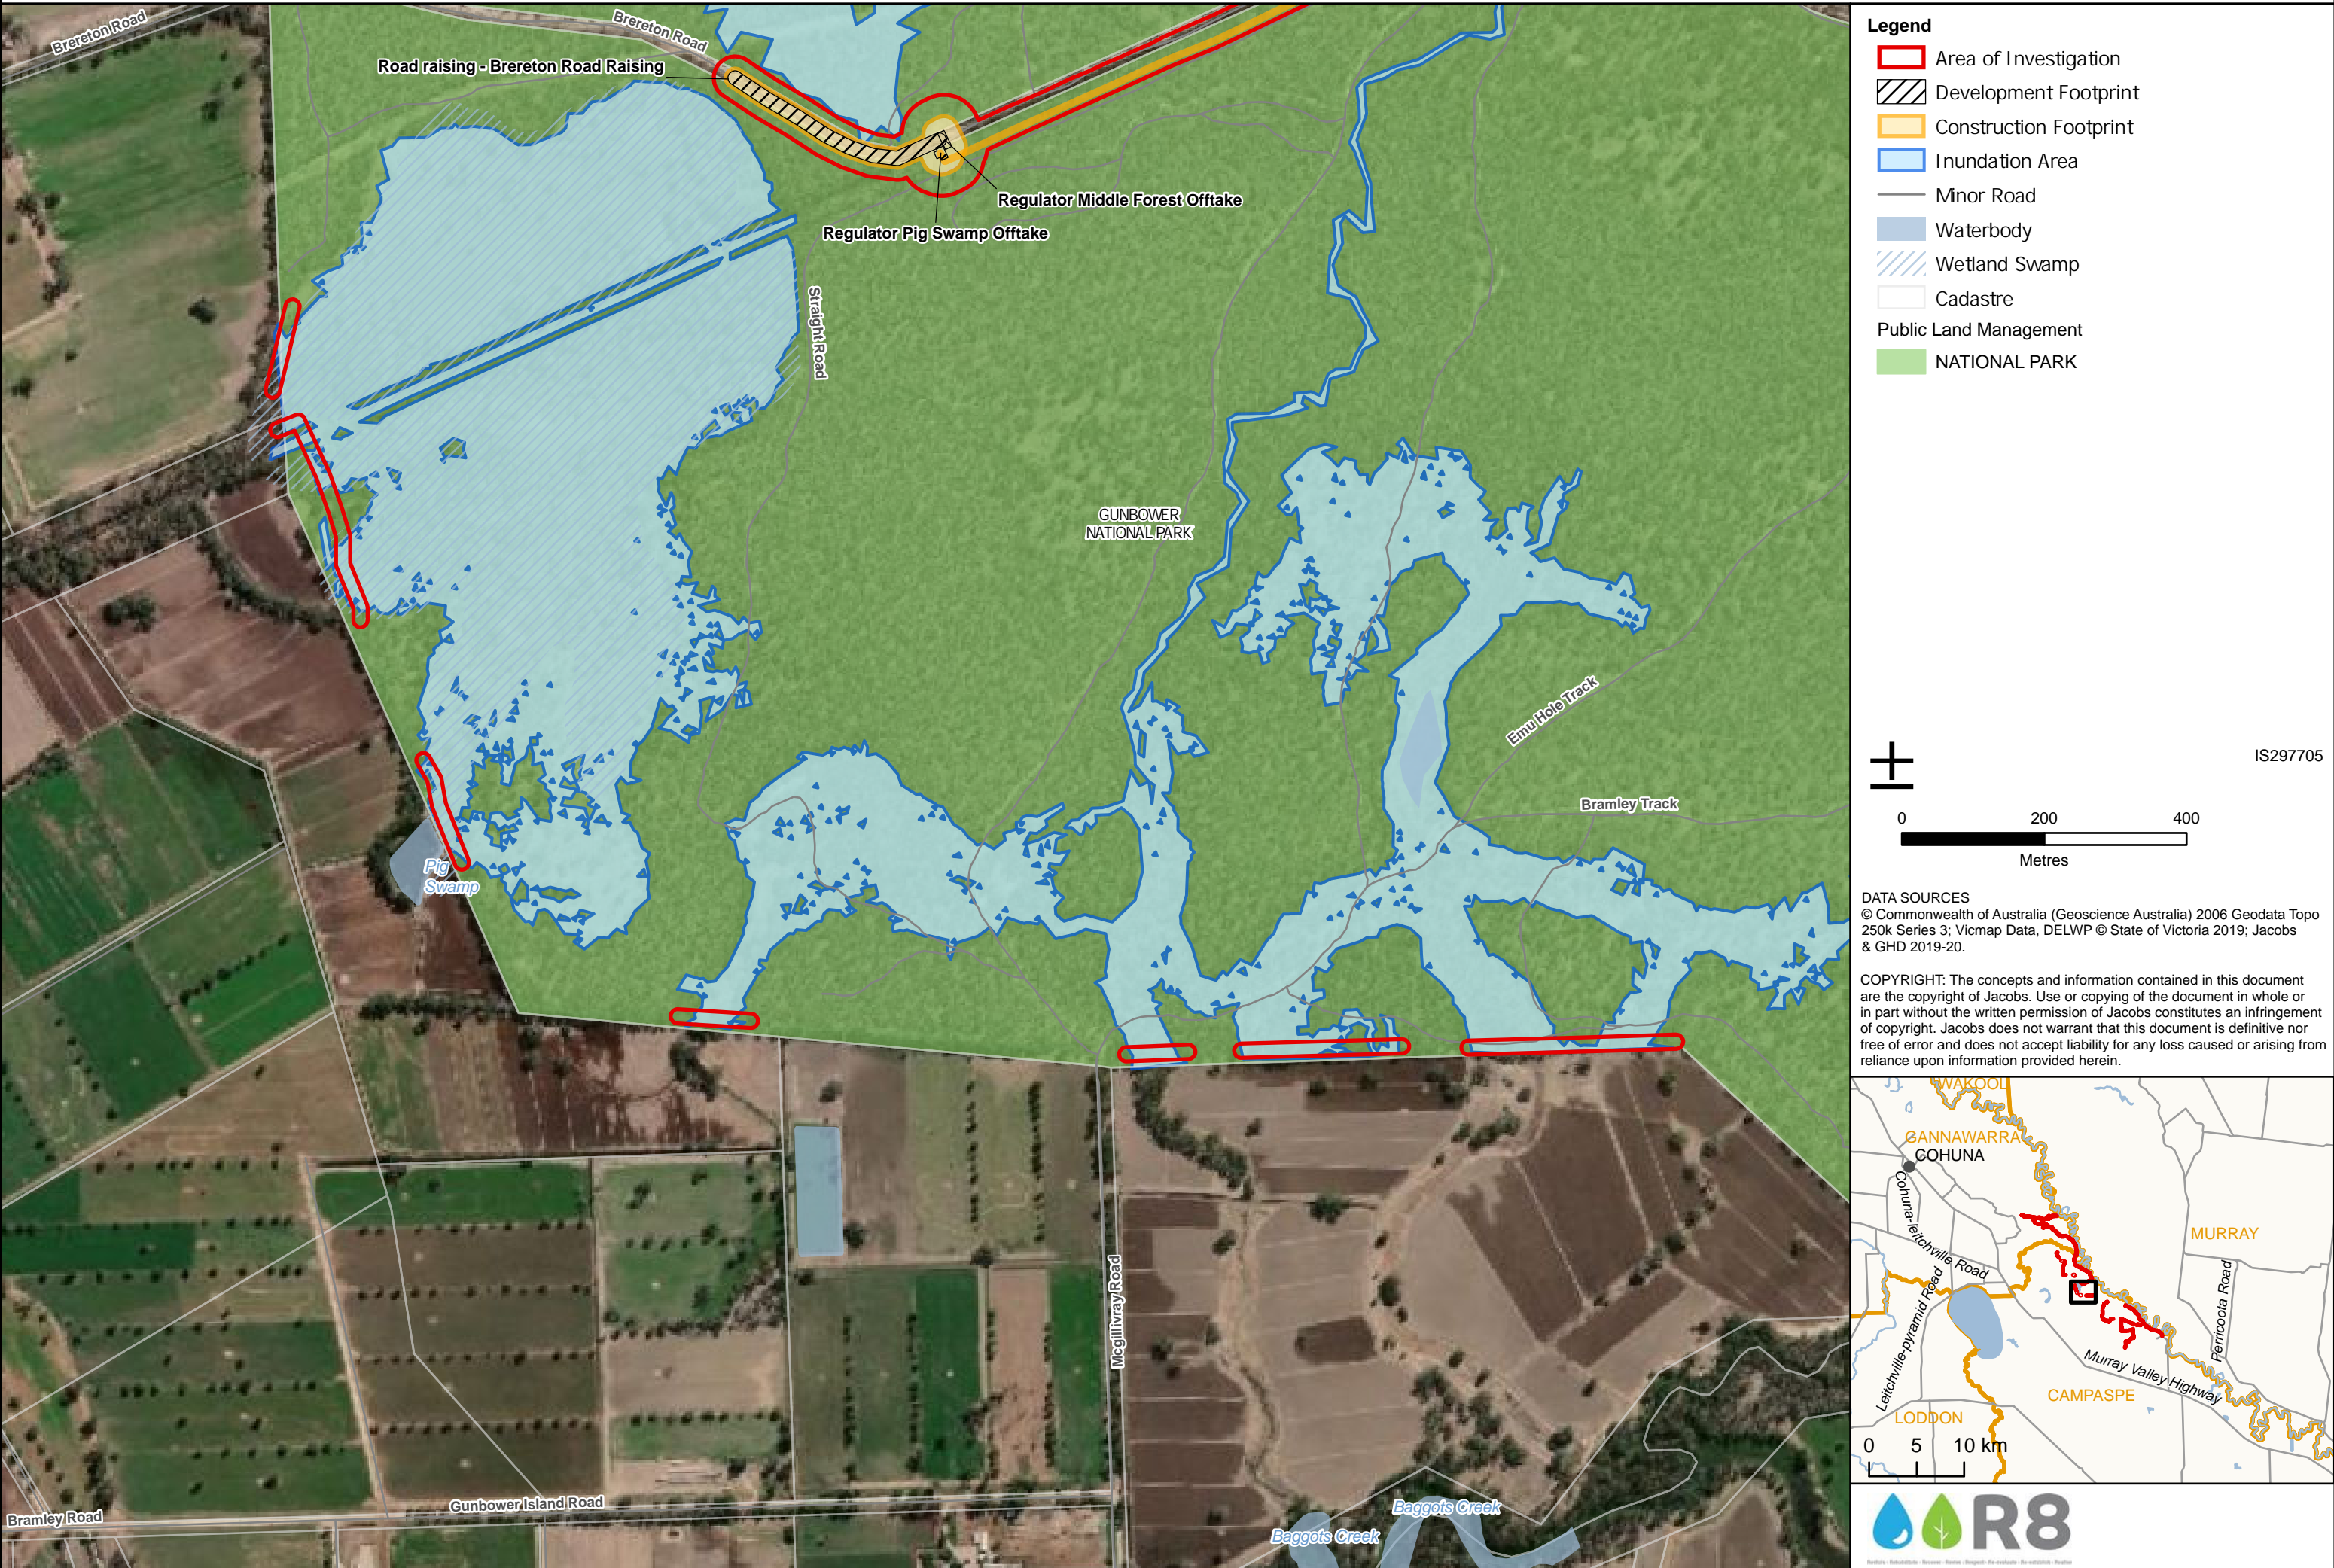 Brereton Road
Brereton Road
Road raising - Brereton Road Raising
Regulator Middle Forest Offtake
Regulator Pig Swamp Offtake
Straight Road
GUNBOWER
NATIONAL PARK
Emu Hole Track
Bramley Track
Pig
Swamp
Mcgillivray Road
Gunbower Island Road
Bramley Road
Baggots Creek
Baggots Creek
Legend
Area of Investigation
Development Footprint
Construction Footprint
Inundation Area
Minor Road
Waterbody
Wetland Swamp
Cadastre
Public Land Management
NATIONAL PARK
IS297705
0 200 400
Metres
DATA SOURCES
© Commonwealth of Australia (Geoscience Australia) 2006 Geodata Topo
250k Series 3; Vicmap Data, DELWP © State of Victoria 2019; Jacobs
& GHD 2019-20.
COPYRIGHT: The concepts and information contained in this document
are the copyright of Jacobs. Use or copying of the document in whole or
in part without the written permission of Jacobs constitutes an infringement
of copyright. Jacobs does not warrant that this document is definitive nor
free of error and does not accept liability for any loss caused or arising from
reliance upon information provided herein.
WAKOOL
GANNAWARRA
COHUNA
Cohuna-leitchville Road
MURRAY
Leitchville-pyramid Road
Perricoota Road
Murray Valley Highway
CAMPASPE
LODDON
0 5 10 km
R8